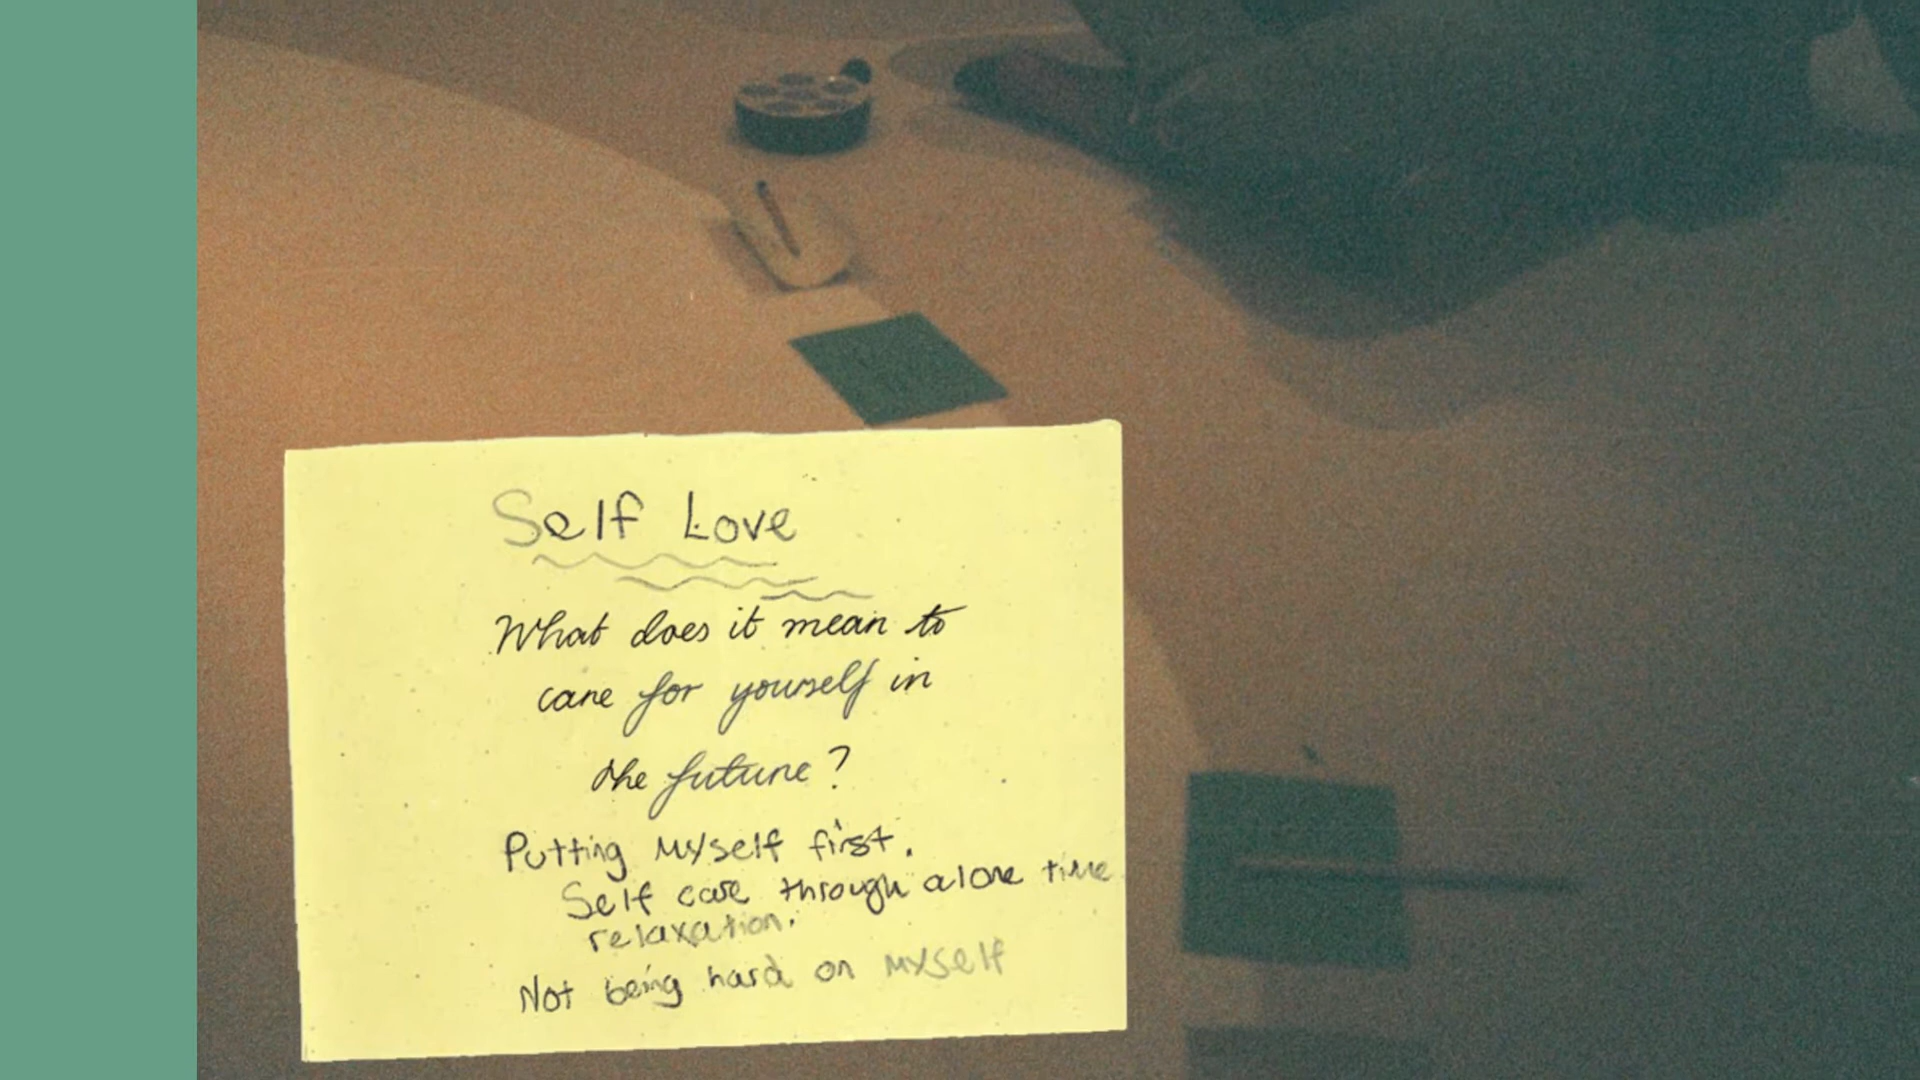 Self Love
What does it mean to
care for yourself in
the future?
Putting myself first.
Self care through alone time
relaxation.
Not being hard on myself